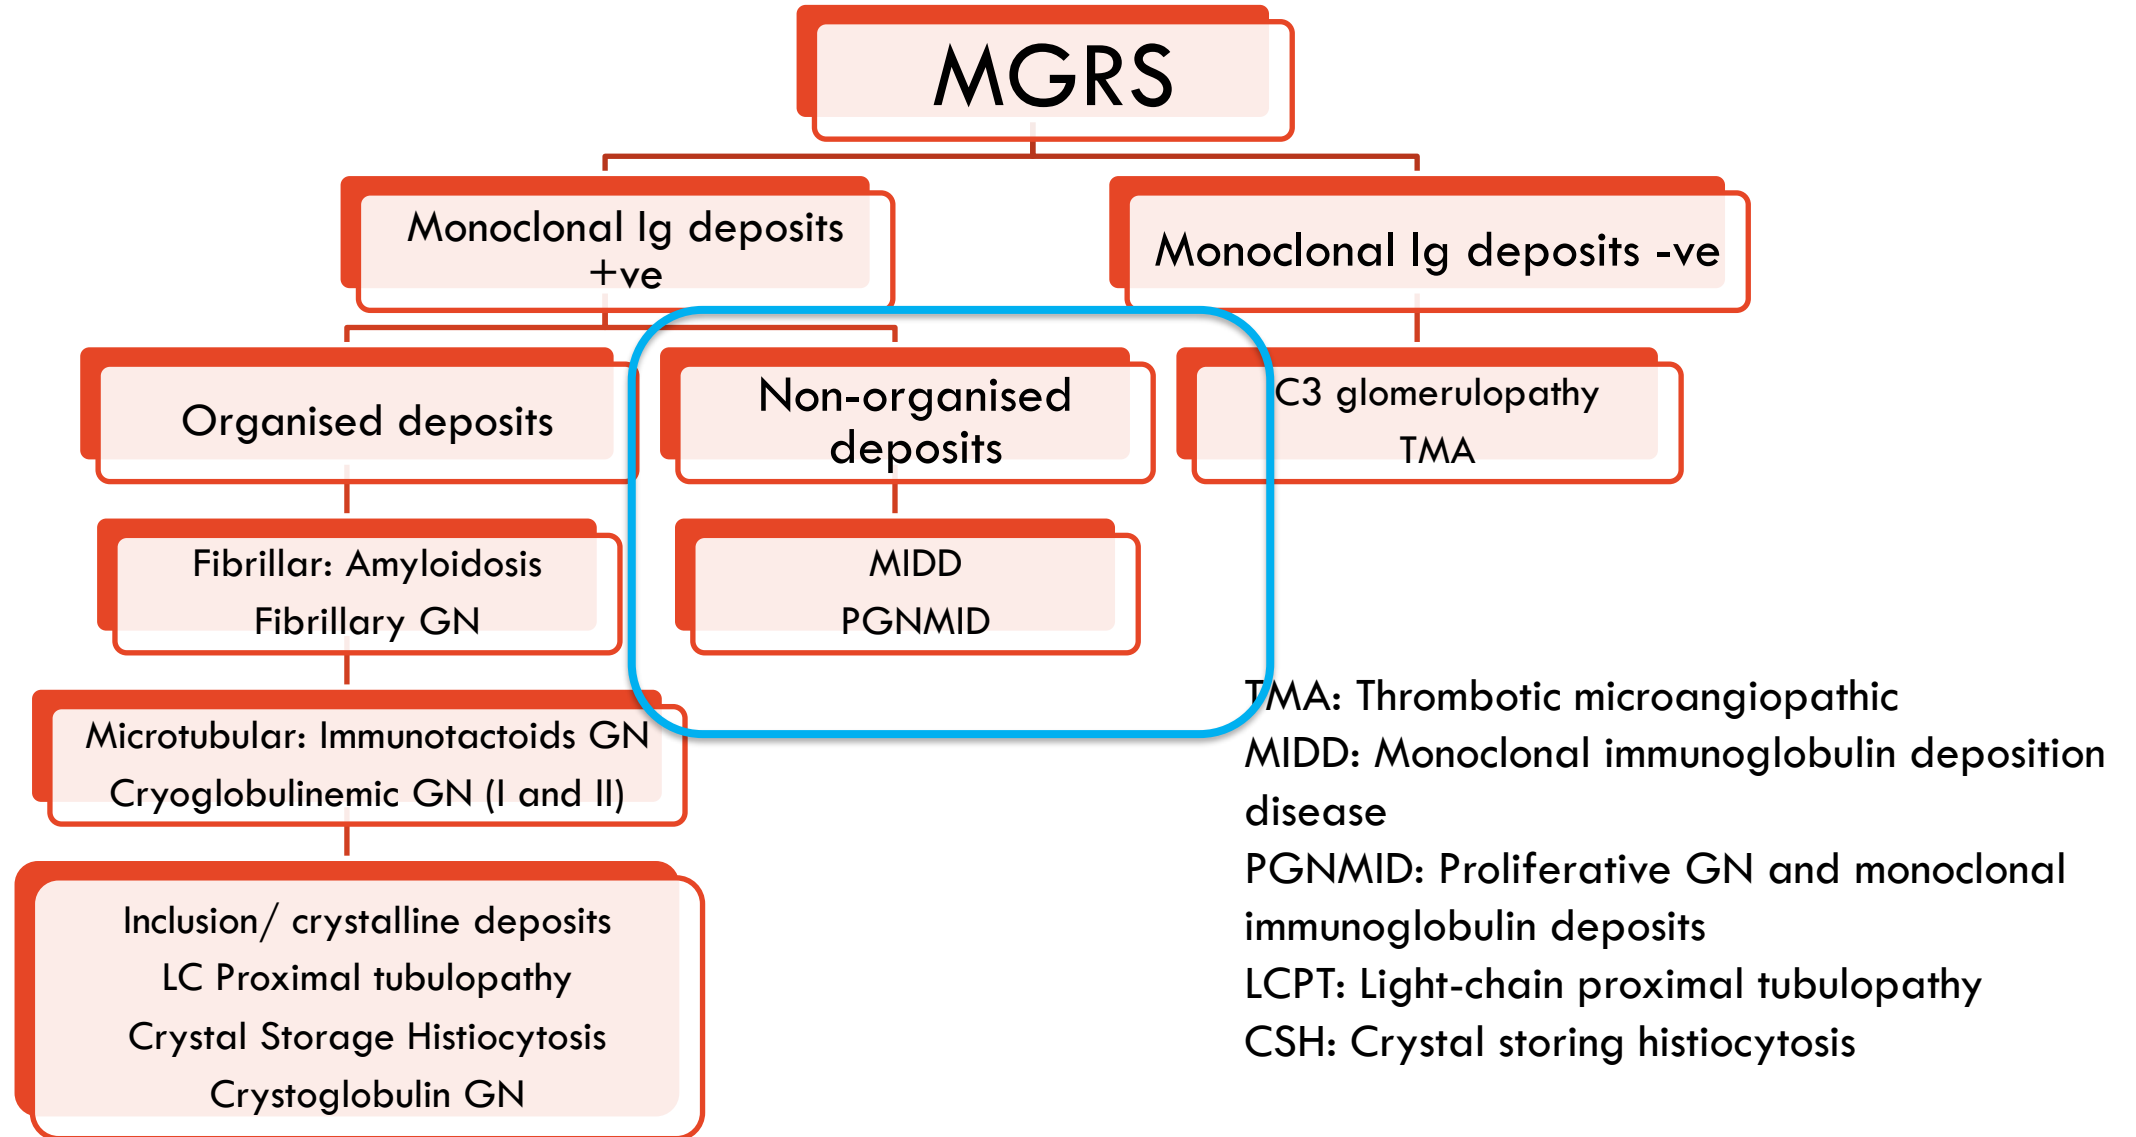 MGRS
Monoclonal Ig deposits
+ve
Monoclonal Ig deposits -ve
Organised deposits
Non-organised
deposits
C3 glomerulopathy
TMA
Fibrillar: Amyloidosis
Fibrillary GN
MIDD
PGNMID
Microtubular: Immunotactoids GN
Cryoglobulinemic GN (I and II)
Inclusion/ crystalline deposits
LC Proximal tubulopathy
Crystal Storage Histiocytosis
Crystoglobulin GN
TMA: Thrombotic microangiopathic
MIDD: Monoclonal immunoglobulin deposition
disease
PGNMID: Proliferative GN and monoclonal
immunoglobulin deposits
LCPT: Light-chain proximal tubulopathy
CSH: Crystal storing histiocytosis